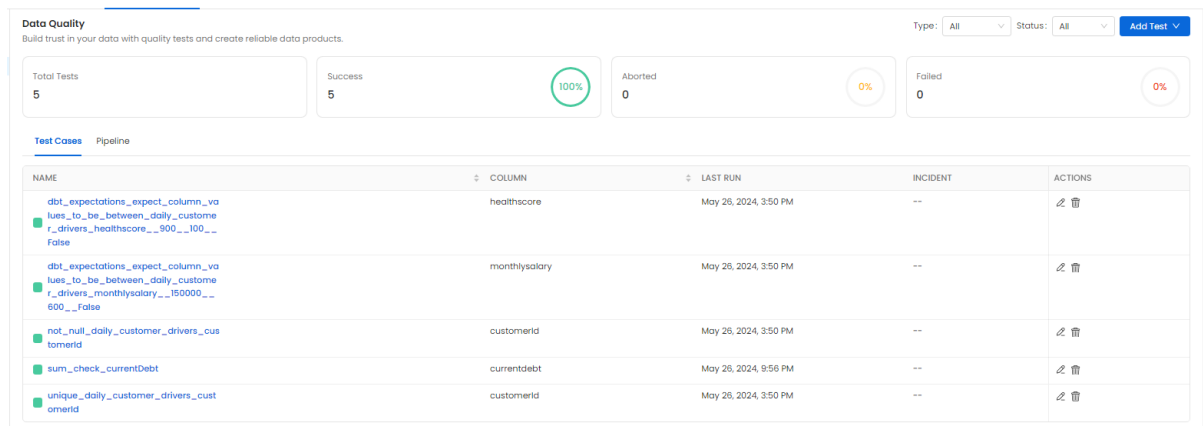 Data Quality
Build trust in your data with quality tests and create reliable data products.
Type: All Status: All Add Test
Total Tests
5
Success
5
100%
Aborted
0
0%
Failed
0
0%
Test Cases Pipeline
NAME COLUMN LAST RUN INCIDENT ACTIONS
dbt_expectations_expect_column_va healthscore May 26, 2024, 3:50 PM --
lues_to_be_between_daily_custome
r_drivers_healthscore__900__100__
False
dbt_expectations_expect_column_va monthlysalary May 26, 2024, 3:50 PM --
lues_to_be_between_daily_custome
r_drivers_monthlysalary__150000__
600__False
not_null_daily_customer_drivers_cus customerId May 26, 2024, 3:50 PM --
tomerId
sum_check_currentDebt currentdebt May 26, 2024, 9:56 PM --
unique_daily_customer_drivers_cust customerId May 26, 2024, 3:50 PM --
omerId